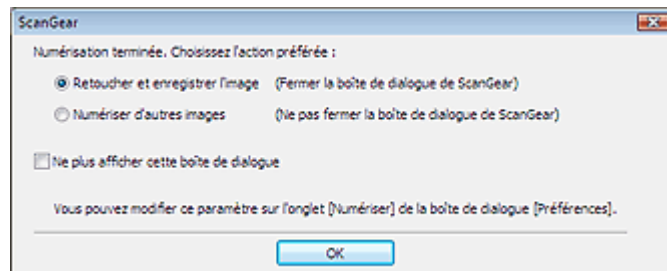 ScanGear
Numérisation terminée. Choisissez l'action préférée :
Retoucher et enregistrer l'image (Fermer la boîte de dialogue de ScanGear)
Numériser d'autres images (Ne pas fermer la boîte de dialogue de ScanGear)
Ne plus afficher cette boîte de dialogue
Vous pouvez modifier ce paramètre sur l'onglet [Numériser] de la boîte de dialogue [Préférences].
OK